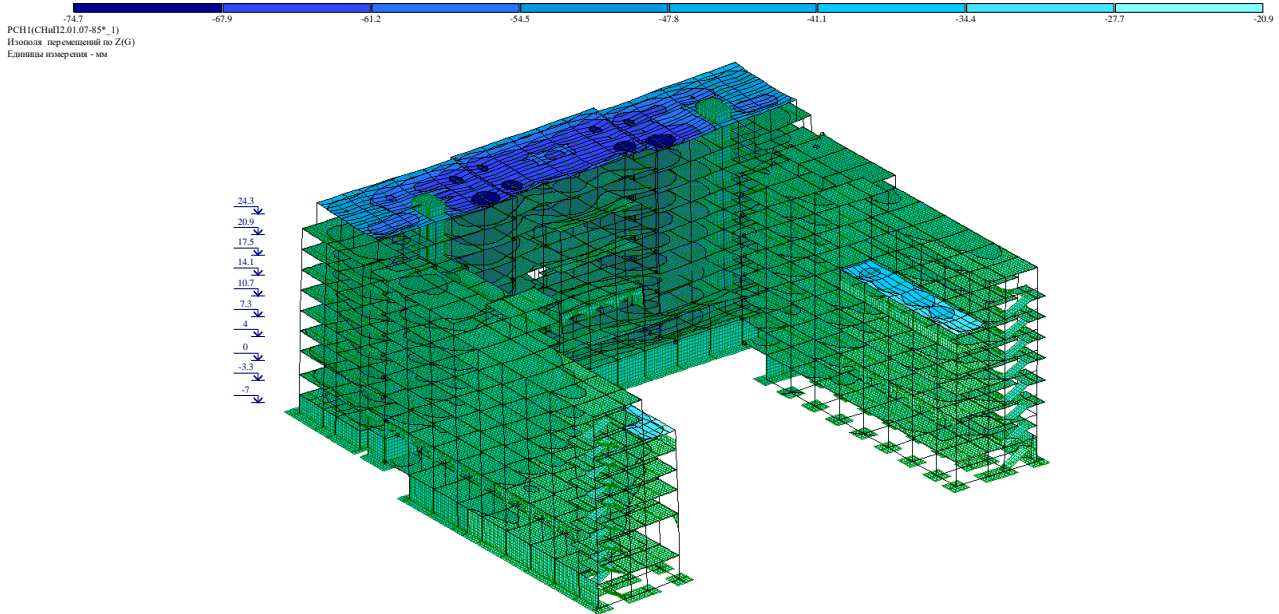 -74.7 -67.9 -61.2 -54.5 -47.8 -41.1 -34.4 -27.7 -20.9
РСН1(СНиП2.01.07-85*_1)
Изополя перемещений по Z(G)
Единицы измерения - мм
24.3
20.9
17.5
14.1
10.7
7.3
4
0
-3.3
-7